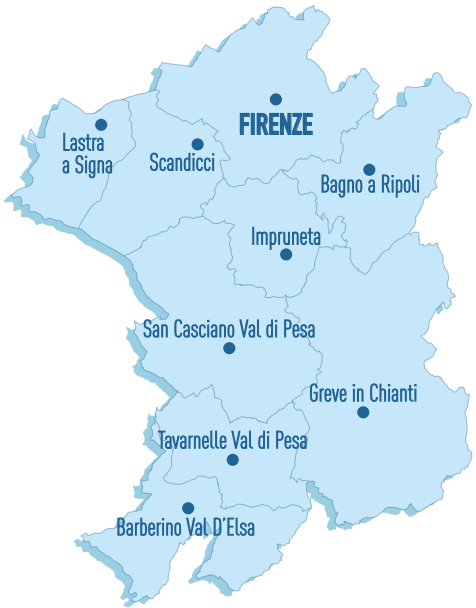 FIRENZE
Lastra
a Signa
Scandicci
Bagno a Ripoli
Impruneta
San Casciano Val di Pesa
Greve in Chianti
Tavarnelle Val di Pesa
Barberino Val D'Elsa